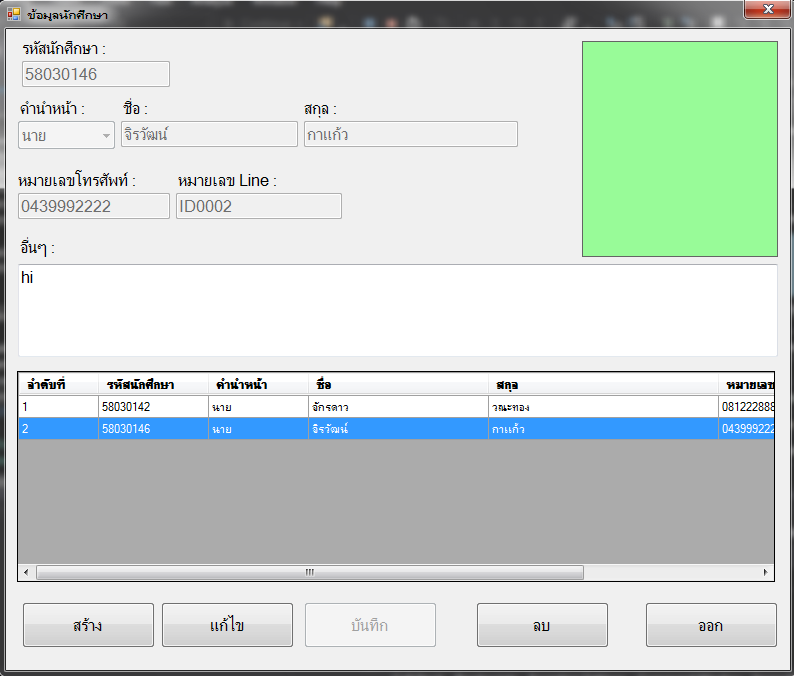 ข้อมูลนักศึกษา
รหัสนักศึกษา :
58030146
คำนำหน้า : ชื่อ : สกุล :
นาย จิรวัฒน์ กาแก้ว
หมายเลขโทรศัพท์ : หมายเลข Line :
0439992222 ID0002
อื่นๆ :
hi
ลำดับที่ รหัสนักศึกษา คำนำหน้า ชื่อ สกุล หมายเลข
1 58030142 นาย จักรดาว วณะทอง 081222888
2 58030146 นาย จิรวัฒน์ กาแก้ว 043999222
สร้าง แก้ไข บันทึก ลบ ออก